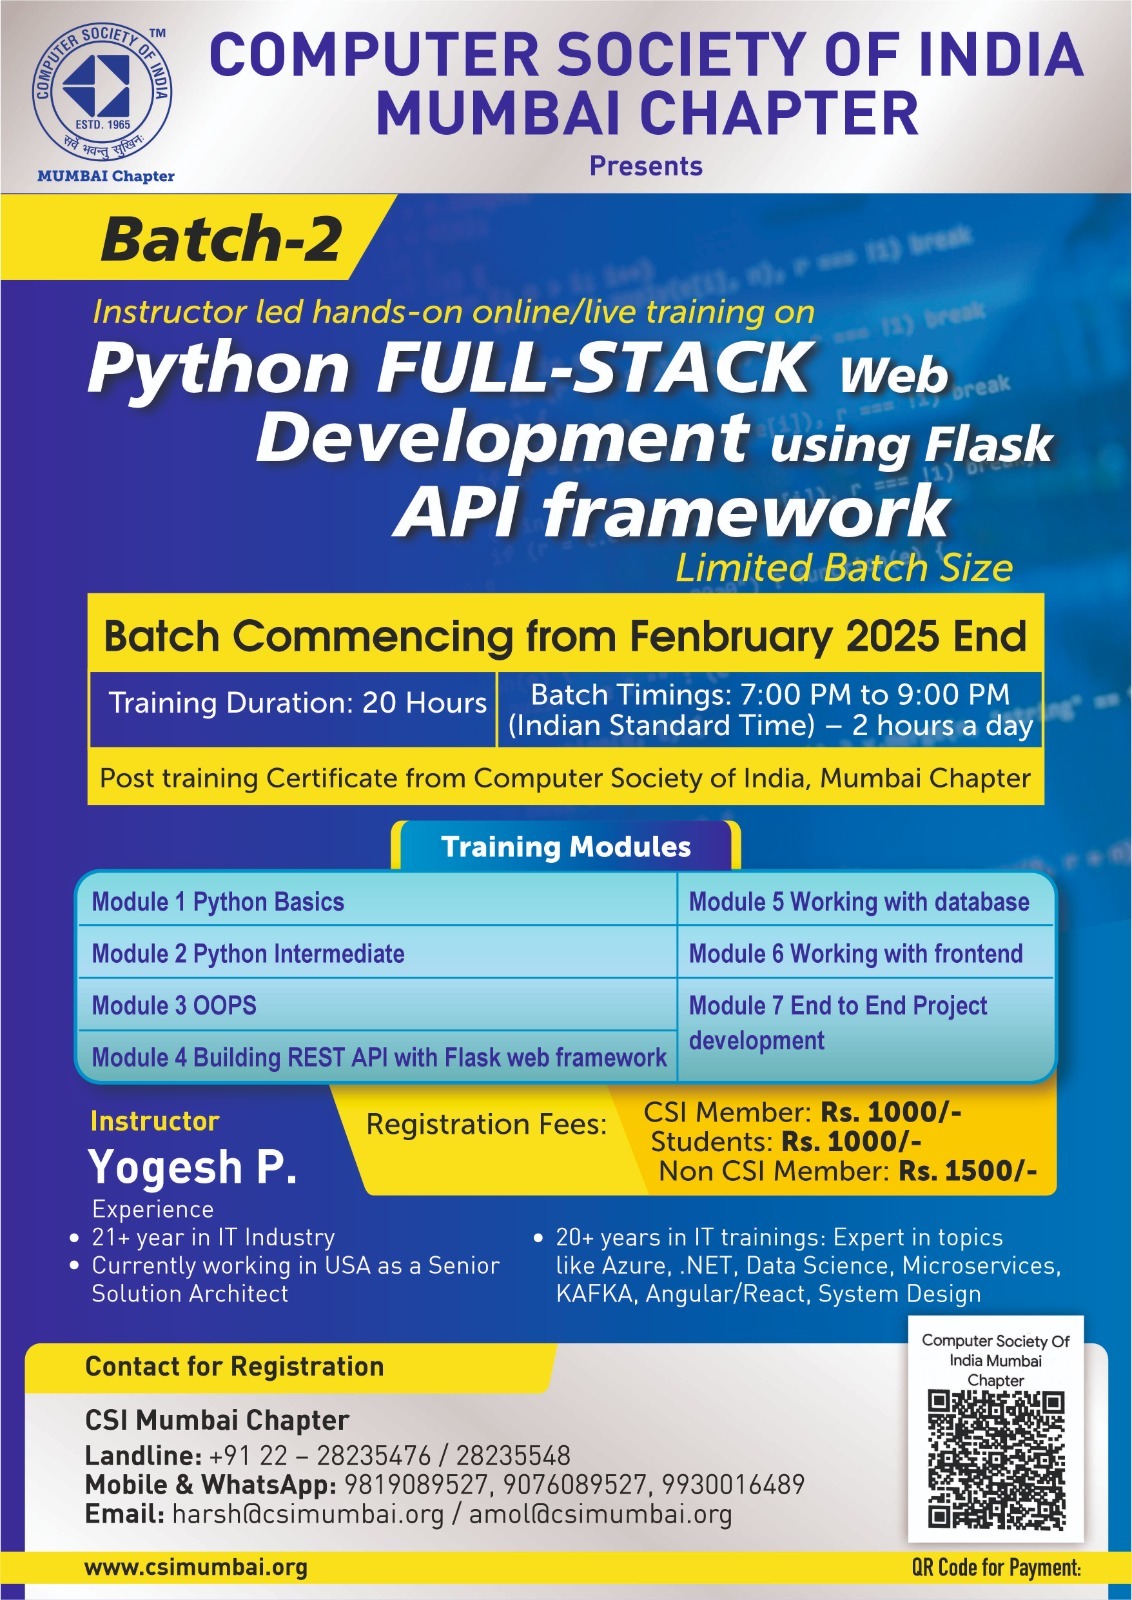 COMPUTER SOCIETY OF INDIA
TM
ESTD. 1965
सर्वे भवन्तु सुखिनः
MUMBAI Chapter
COMPUTER SOCIETY OF INDIA
MUMBAI CHAPTER
Presents
Batch-2
Instructor led hands-on online/live training on
Python FULL-STACK Web
Development using Flask
API framework
Limited Batch Size
Batch Commencing from Fenbruary 2025 End
Training Duration: 20 Hours
Batch Timings: 7:00 PM to 9:00 PM
(Indian Standard Time) – 2 hours a day
Post training Certificate from Computer Society of India, Mumbai Chapter
Training Modules
Module 1 Python Basics
Module 2 Python Intermediate
Module 3 OOPS
Module 4 Building REST API with Flask web framework
Module 5 Working with database
Module 6 Working with frontend
Module 7 End to End Project
development
Registration Fees:
CSI Member: Rs. 1000/-
Students: Rs. 1000/-
Non CSI Member: Rs. 1500/-
Instructor
Yogesh P.
Experience
• 21+ year in IT Industry
• Currently working in USA as a Senior
Solution Architect
• 20+ years in IT trainings: Expert in topics
like Azure, .NET, Data Science, Microservices,
KAFKA, Angular/React, System Design
Contact for Registration
CSI Mumbai Chapter
Landline: +91 22 – 28235476 / 28235548
Mobile & WhatsApp: 9819089527, 9076089527, 9930016489
Email: harsh@csimumbai.org / amol@csimumbai.org
www.csimumbai.org
Computer Society Of
India Mumbai
Chapter
QR Code for Payment: